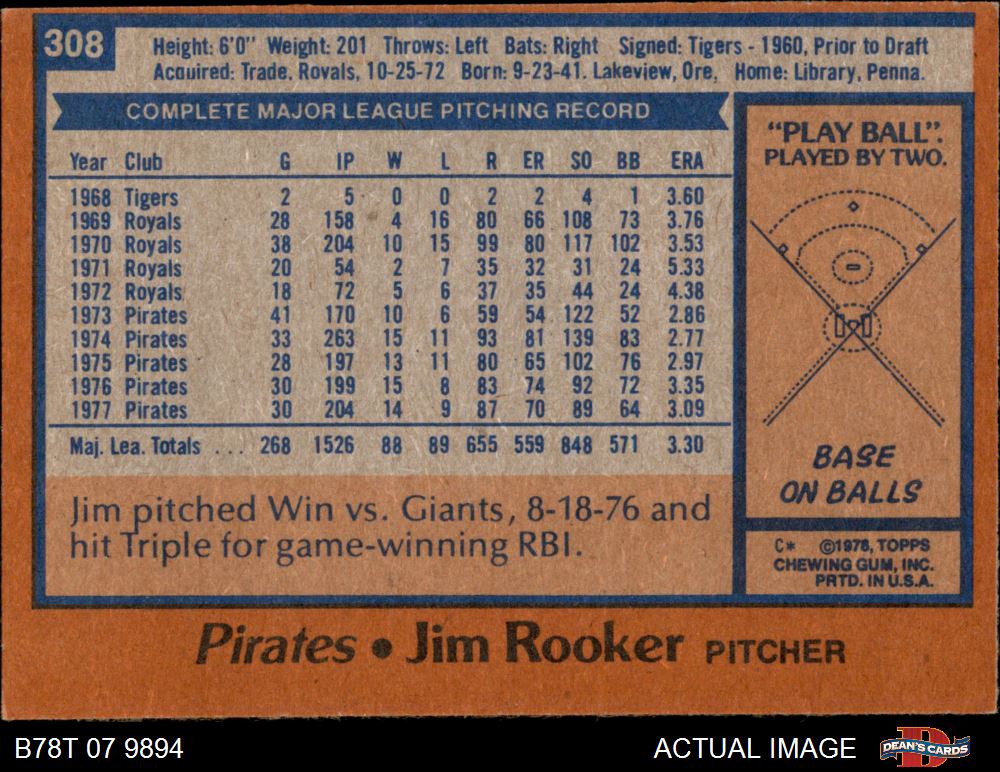 308
Height: 6'0" Weight: 201 Throws: Left Bats: Right Signed: Tigers - 1960, Prior to Draft
Acquired: Trade, Royals, 10-25-72 Born: 9-23-41, Lakeview, Ore. Home: Library, Penna.
COMPLETE MAJOR LEAGUE PITCHING RECORD
Year Club G IP W L R ER SO BB ERA
1968 Tigers 2 5 0 0 2 2 4 1 3.60
1969 Royals 28 158 4 16 80 66 108 73 3.76
1970 Royals 38 204 10 15 99 80 117 102 3.53
1971 Royals 20 54 2 7 35 32 31 24 5.33
1972 Royals 18 72 5 6 37 35 44 24 4.38
1973 Pirates 41 170 10 6 59 54 122 52 2.86
1974 Pirates 33 263 15 11 93 81 139 83 2.77
1975 Pirates 28 197 13 11 80 65 102 76 2.97
1976 Pirates 30 199 15 8 83 74 92 72 3.35
1977 Pirates 30 204 14 9 87 70 89 64 3.09
Maj. Lea. Totals ... 268 1526 88 89 655 559 848 571 3.30
Jim pitched Win vs. Giants, 8-18-76 and
hit Triple for game-winning RBI.
"PLAY BALL".
PLAYED BY TWO.
BASE
ON BALLS
C* ©1978, TOPPS
CHEWING GUM, INC.
PRTD. IN U.S.A.
Pirates • Jim Rooker PITCHER
B78T 07 9894 ACTUAL IMAGE DEAN'S CARDS